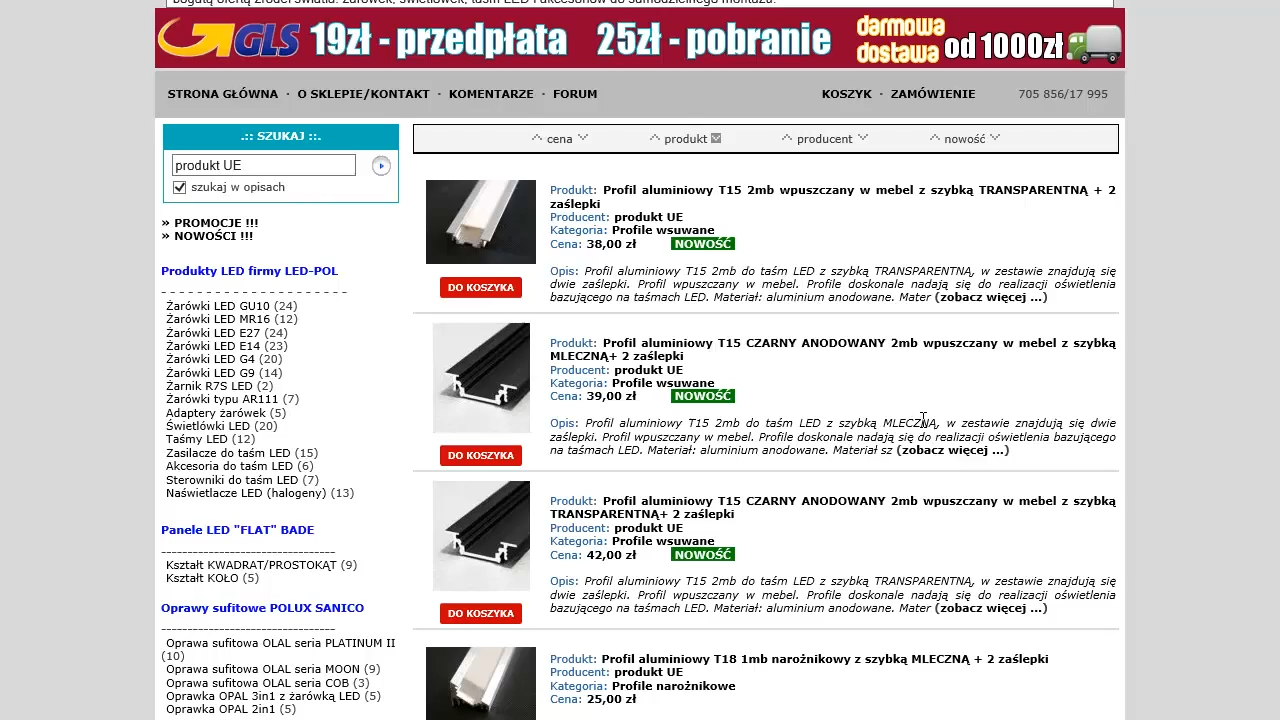 bogatą ofertę źródeł światła: żarówek, świetlówek, taśm LED i akcesoriów do samodzielnego montażu.
GLS 19zł - przedpłata 25zł - pobranie darmowa dostawa od 1000zł
STRONA GŁÓWNA · O SKLEPIE/KONTAKT · KOMENTARZE · FORUM KOSZYK · ZAMÓWIENIE 705 856/17 995
.:: SZUKAJ ::.
produkt UE
szukaj w opisach
» PROMOCJE !!!
» NOWOŚCI !!!
Produkty LED firmy LED-POL
- - - - - - - - - - - - - - - - - - - - -
Żarówki LED GU10 (24)
Żarówki LED MR16 (12)
Żarówki LED E27 (24)
Żarówki LED E14 (23)
Żarówki LED G4 (20)
Żarówki LED G9 (14)
Żarnik R7S LED (2)
Żarówki typu AR111 (7)
Adaptery żarówek (5)
Świetlówki LED (20)
Taśmy LED (12)
Zasilacze do taśm LED (15)
Akcesoria do taśm LED (6)
Sterowniki do taśm LED (7)
Naświetlacze LED (halogeny) (13)
Panele LED "FLAT" BADE
---------------------------------
Kształt KWADRAT/PROSTOKĄT (9)
Kształt KOŁO (5)
Oprawy sufitowe POLUX SANICO
---------------------------------
Oprawa sufitowa OLAL seria PLATINUM II
(10)
Oprawa sufitowa OLAL seria MOON (9)
Oprawa sufitowa OLAL seria COB (3)
Oprawka OPAL 3in1 z żarówką LED (5)
Oprawka OPAL 2in1 (5)
cena produkt producent nowość
Produkt: Profil aluminiowy T15 2mb wpuszczany w mebel z szybką TRANSPARENTNĄ + 2
zaślepki
Producent: produkt UE
Kategoria: Profile wsuwane
Cena: 38,00 zł NOWOŚĆ
DO KOSZYKA
Opis: Profil aluminiowy T15 2mb do taśm LED z szybką TRANSPARENTNĄ, w zestawie znajdują się
dwie zaślepki. Profil wpuszczany w mebel. Profile doskonale nadają się do realizacji oświetlenia
bazującego na taśmach LED. Materiał: aluminium anodowane. Mater (zobacz więcej ...)
Produkt: Profil aluminiowy T15 CZARNY ANODOWANY 2mb wpuszczany w mebel z szybką
MLECZNĄ+ 2 zaślepki
Producent: produkt UE
Kategoria: Profile wsuwane
Cena: 39,00 zł NOWOŚĆ
Opis: Profil aluminiowy T15 2mb do taśm LED z szybką MLECZNĄ, w zestawie znajdują się dwie
zaślepki. Profil wpuszczany w mebel. Profile doskonale nadają się do realizacji oświetlenia bazującego
na taśmach LED. Materiał: aluminium anodowane. Materiał sz (zobacz więcej ...)
DO KOSZYKA
Produkt: Profil aluminiowy T15 CZARNY ANODOWANY 2mb wpuszczany w mebel z szybką
TRANSPARENTNĄ+ 2 zaślepki
Producent: produkt UE
Kategoria: Profile wsuwane
Cena: 42,00 zł NOWOŚĆ
Opis: Profil aluminiowy T15 2mb do taśm LED z szybką TRANSPARENTNĄ, w zestawie znajdują się
dwie zaślepki. Profil wpuszczany w mebel. Profile doskonale nadają się do realizacji oświetlenia
bazującego na taśmach LED. Materiał: aluminium anodowane. Mater (zobacz więcej ...)
DO KOSZYKA
Produkt: Profil aluminiowy T18 1mb narożnikowy z szybką MLECZNĄ + 2 zaślepki
Producent: produkt UE
Kategoria: Profile narożnikowe
Cena: 25,00 zł